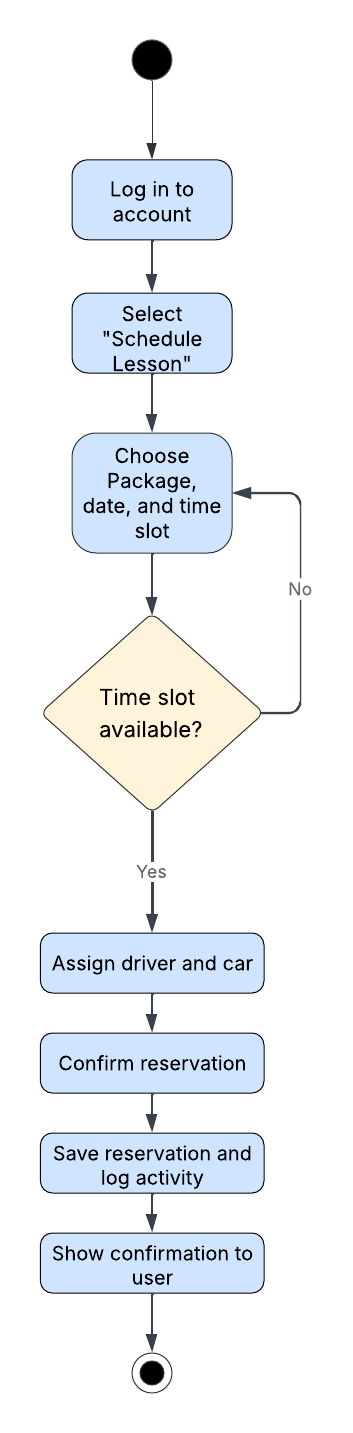 Log in to
account
Select
"Schedule
Lesson"
Choose
Package,
date, and time
slot
No
Time slot
available?
Yes
Assign driver and car
Confirm reservation
Save reservation and
log activity
Show confirmation to
user